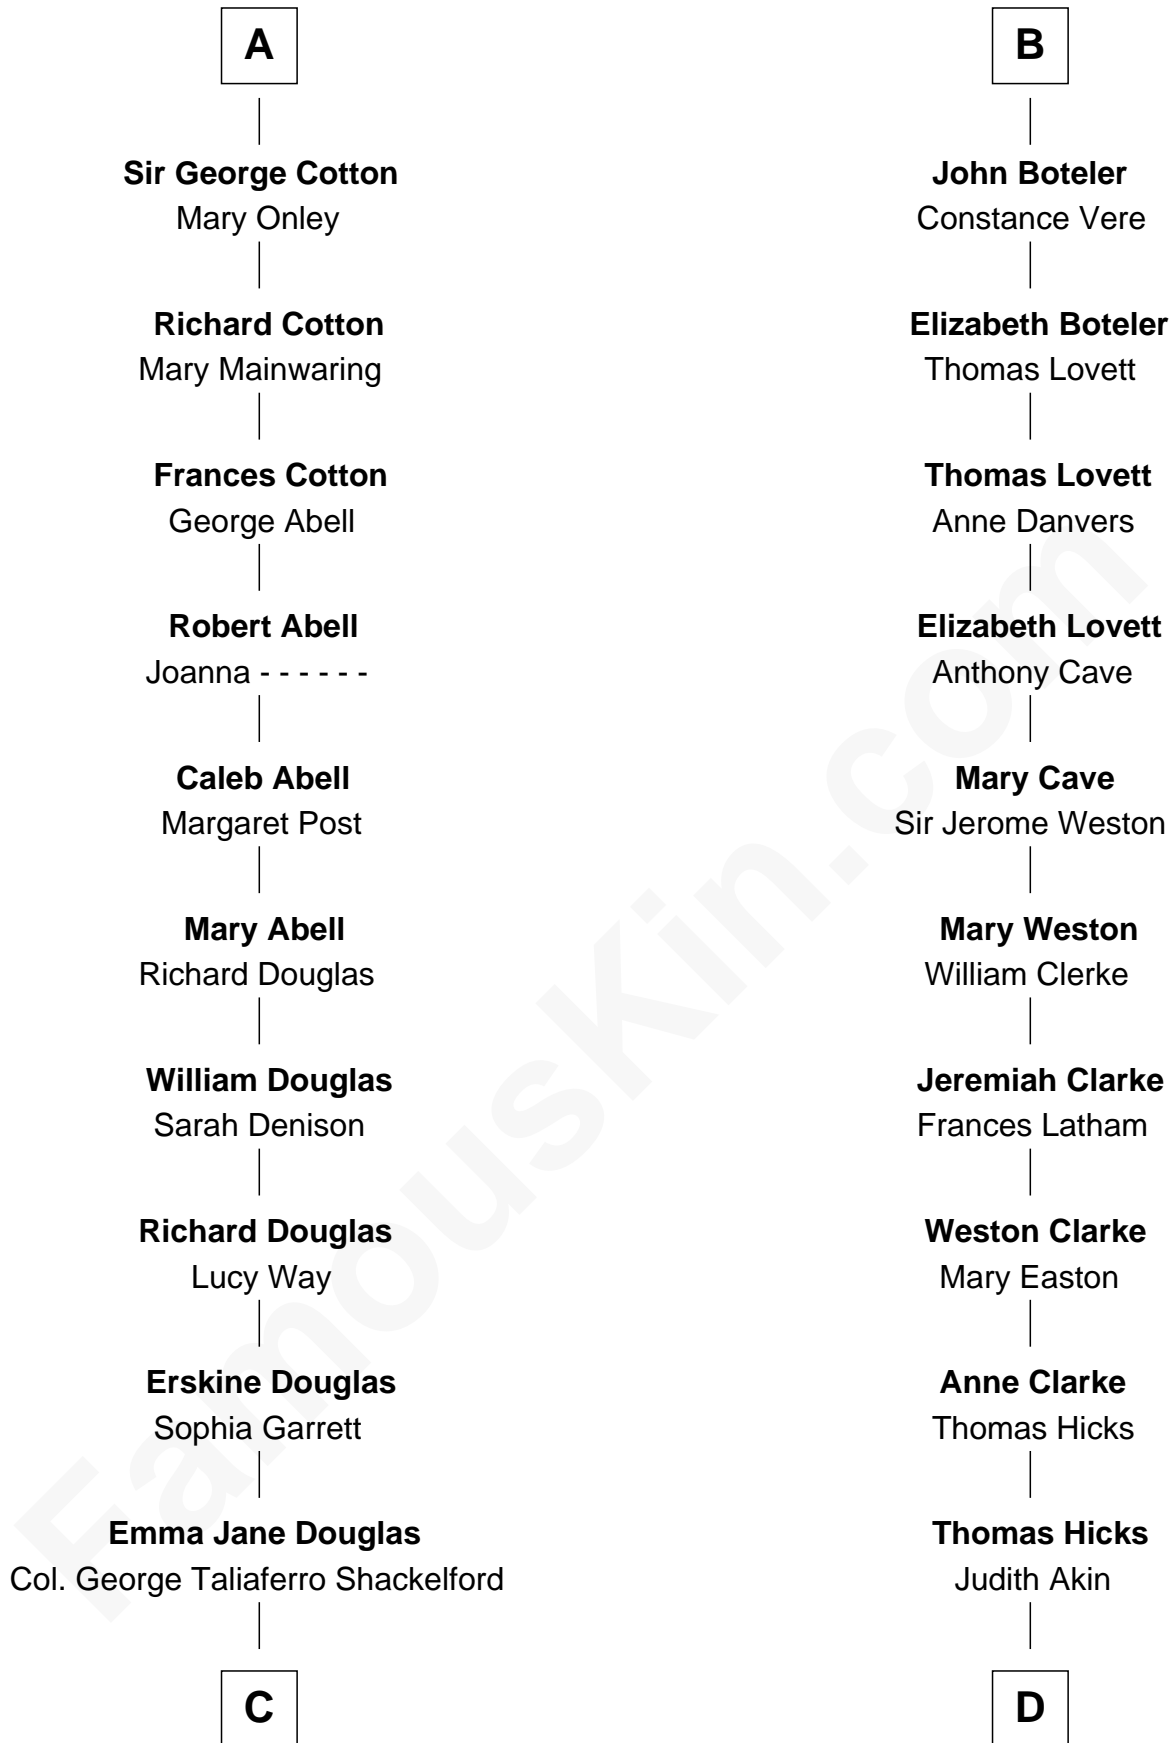 A
Sir George Cotton
Mary Onley
Richard Cotton
Mary Mainwaring
Frances Cotton
George Abell
Robert Abell
Joanna - - - - - -
Caleb Abell
Margaret Post
Mary Abell
Richard Douglas
William Douglas
Sarah Denison
Richard Douglas
Lucy Way
Erskine Douglas
Sophia Garrett
Emma Jane Douglas
Col. George Taliaferro Shackelford
C
B
John Boteler
Constance Vere
Elizabeth Boteler
Thomas Lovett
Thomas Lovett
Anne Danvers
Elizabeth Lovett
Anthony Cave
Mary Cave
Sir Jerome Weston
Mary Weston
William Clerke
Jeremiah Clarke
Frances Latham
Weston Clarke
Mary Easton
Anne Clarke
Thomas Hicks
Thomas Hicks
Judith Akin
D
FamousKin.com